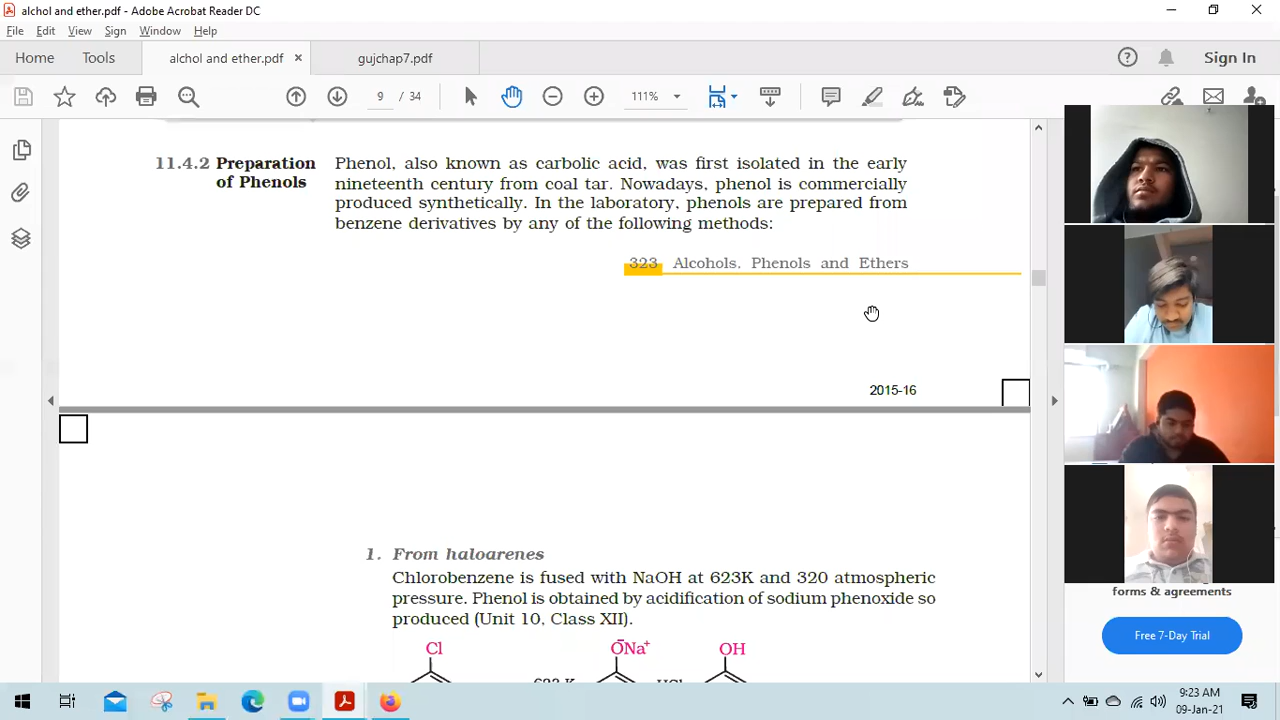 alchol and ether.pdf - Adobe Acrobat Reader DC
File Edit View Sign Window Help
Home Tools alchol and ether.pdf × gujchap7.pdf Sign In
9 / 34 111%
11.4.2 Preparation of Phenols
Phenol, also known as carbolic acid, was first isolated in the early
nineteenth century from coal tar. Nowadays, phenol is commercially
produced synthetically. In the laboratory, phenols are prepared from
benzene derivatives by any of the following methods:
323 Alcohols, Phenols and Ethers
2015-16
1. From haloarenes
Chlorobenzene is fused with NaOH at 623K and 320 atmospheric
pressure. Phenol is obtained by acidification of sodium phenoxide so
produced (Unit 10, Class XII).
Cl ŌNa⁺ OH
623 K HCl
forms & agreements
Free 7-Day Trial
9:23 AM
09-Jan-21